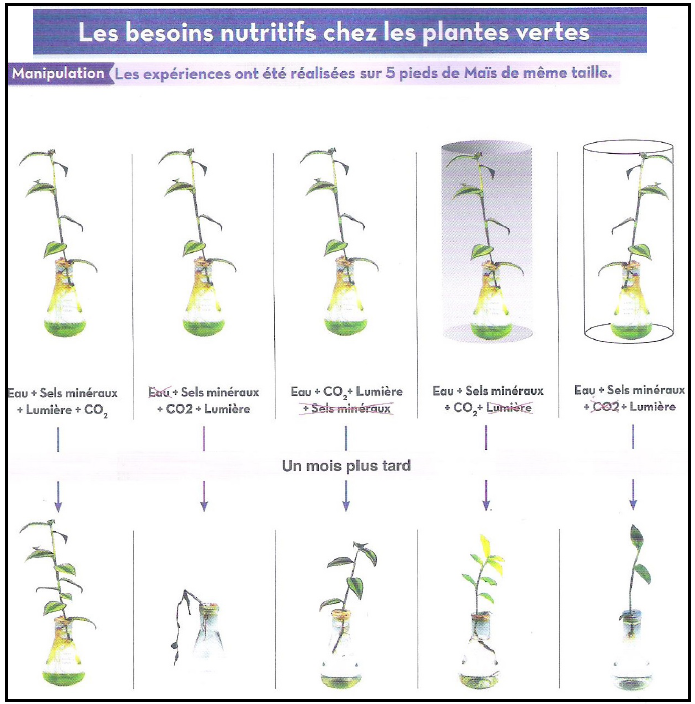 Les besoins nutritifs chez les plantes vertes
Manipulation Les expériences ont été réalisées sur 5 pieds de Maïs de même taille.
Eau + Sels minéraux
+ Lumière + CO₂
Eau + Sels minéraux
+ CO2 + Lumière
Eau + CO₂ + Lumière
+ Sels minéraux
Eau + Sels minéraux
+ CO₂ + Lumière
Eau + Sels minéraux
+ CO2 + Lumière
Un mois plus tard